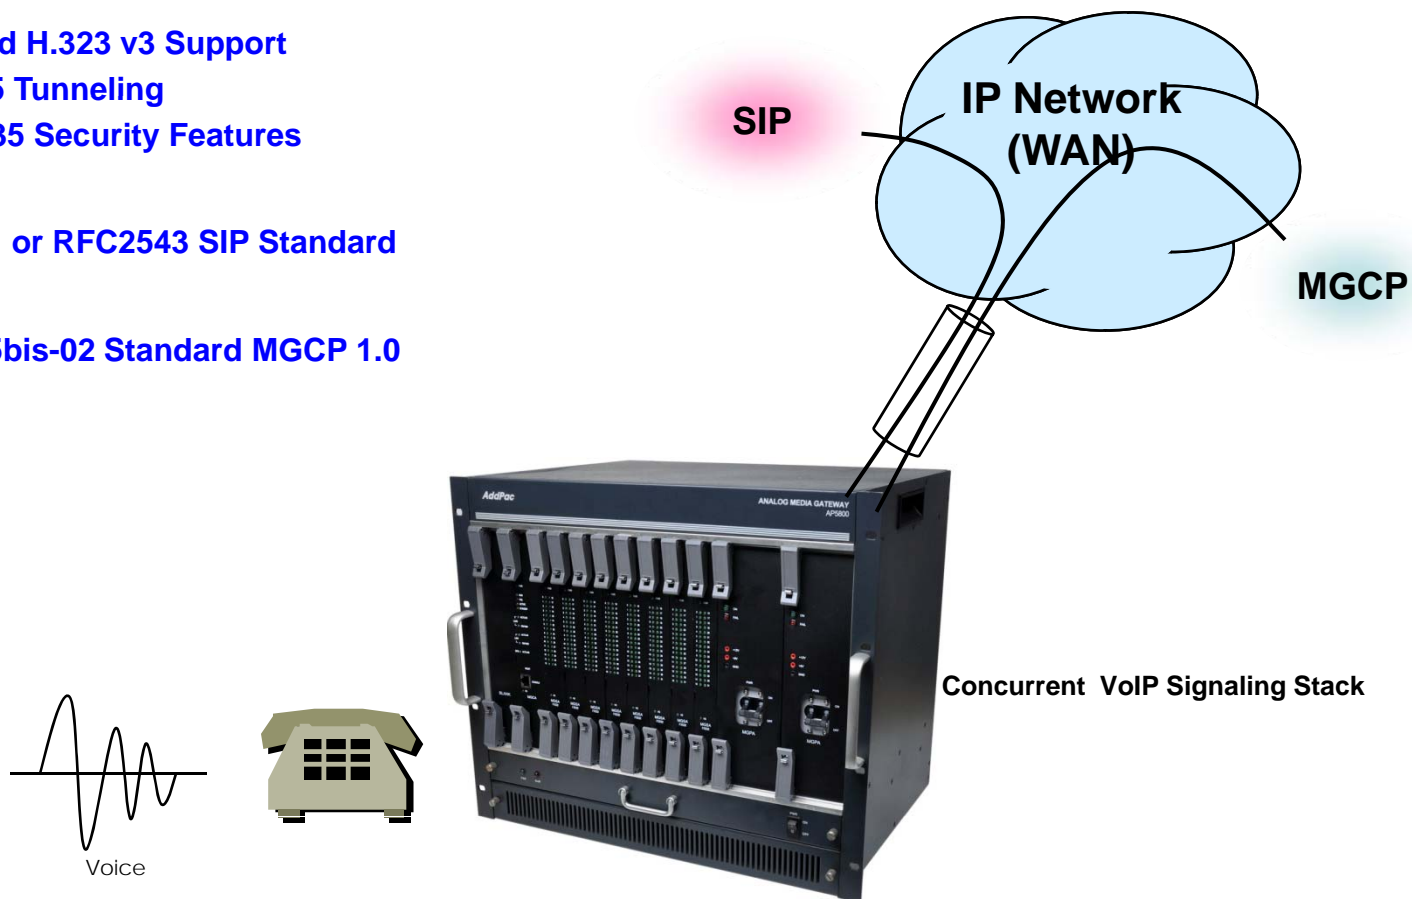 d H.323 v3 Support
5 Tunneling
35 Security Features
or RFC2543 SIP Standard
5bis-02 Standard MGCP 1.0
SIP
IP Network
(WAN)
MGCP
AddPac
ANALOG MEDIA GATEWAY
AP5800
Concurrent VoIP Signaling Stack
Voice